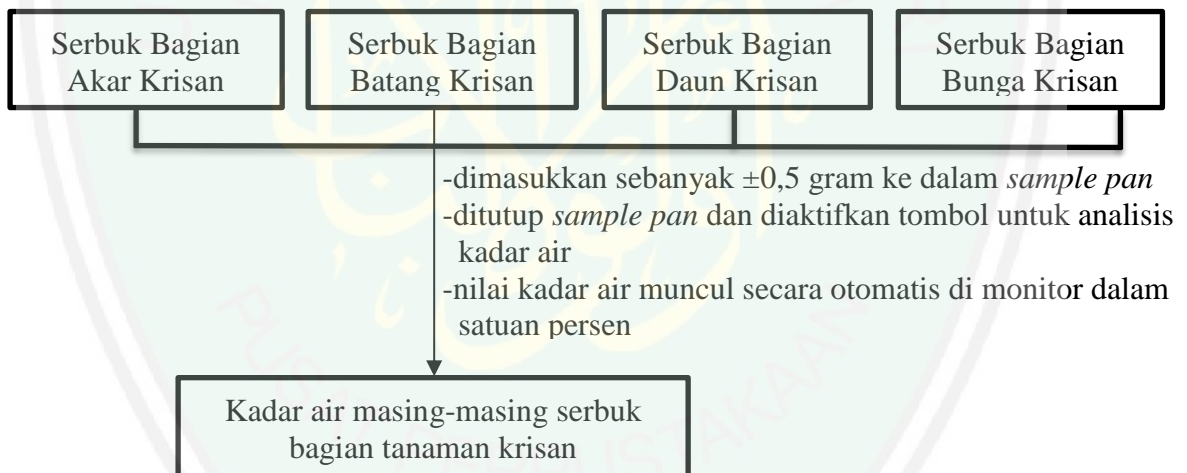 Serbuk Bagian
Akar Krisan
Serbuk Bagian
Batang Krisan
Serbuk Bagian
Daun Krisan
Serbuk Bagian
Bunga Krisan
-dimasukkan sebanyak ±0,5 gram ke dalam sample pan
-ditutup sample pan dan diaktifkan tombol untuk analisis
kadar air
-nilai kadar air muncul secara otomatis di monitor dalam
satuan persen
Kadar air masing-masing serbuk
bagian tanaman krisan